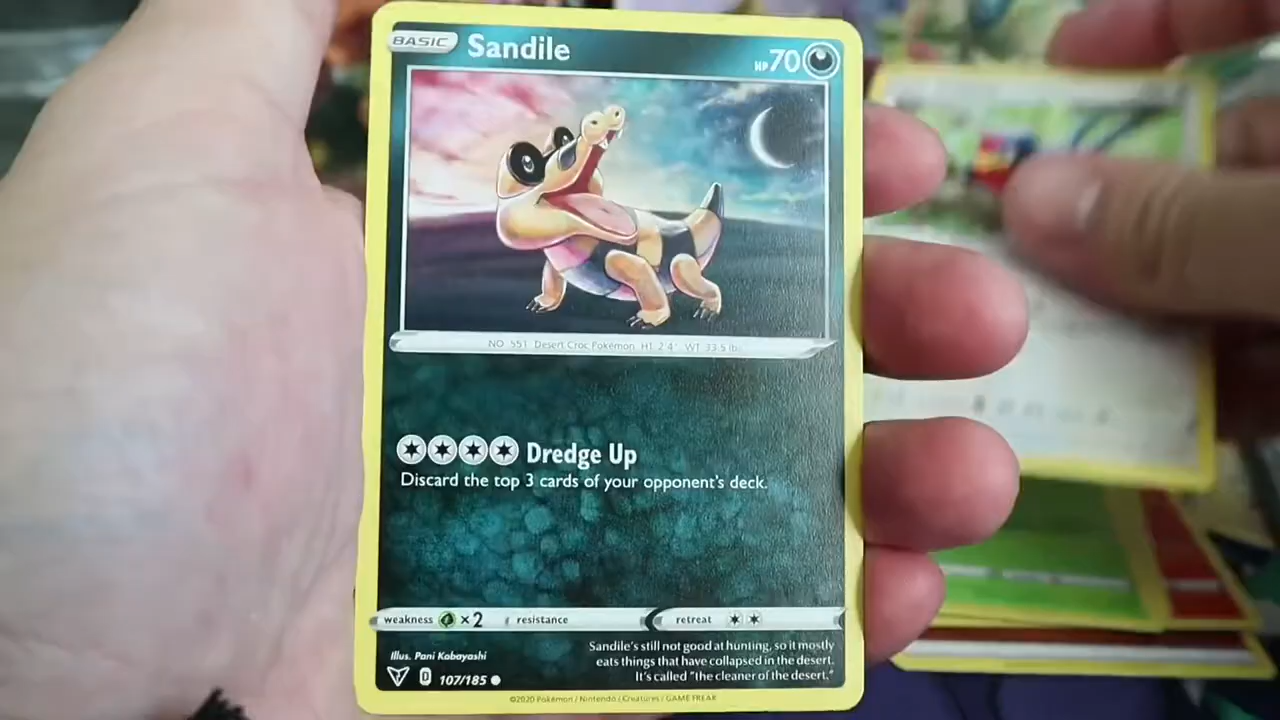 BASIC Sandile HP 70
NO. 551 Desert Croc Pokémon HT 2'4" WT 33.5 lb.
Dredge Up
Discard the top 3 cards of your opponent's deck.
weakness ×2 resistance retreat
Illus. Pani Kobayashi
Sandile's still not good at hunting, so it mostly
eats things that have collapsed in the desert.
It's called "the cleaner of the desert."
D 107/185
©2020 Pokémon / Nintendo / Creatures / GAME FREAK